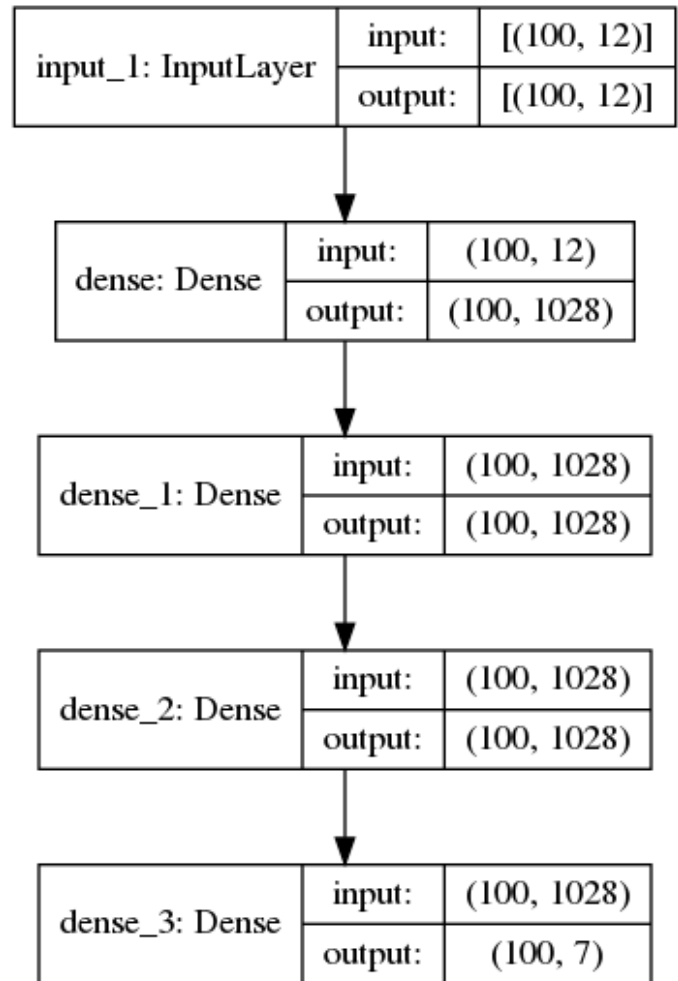 input_1: InputLayer
input: [(100, 12)]
output: [(100, 12)]
dense: Dense
input: (100, 12)
output: (100, 1028)
dense_1: Dense
input: (100, 1028)
output: (100, 1028)
dense_2: Dense
input: (100, 1028)
output: (100, 1028)
dense_3: Dense
input: (100, 1028)
output: (100, 7)